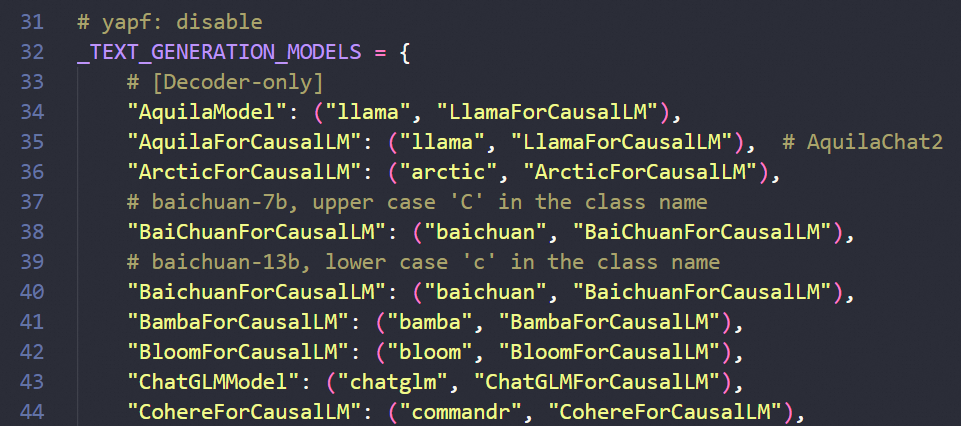 31 # yapf: disable
32 _TEXT_GENERATION_MODELS = {
33     # [Decoder-only]
34     "AquilaModel": ("llama", "LlamaForCausalLM"),
35     "AquilaForCausalLM": ("llama", "LlamaForCausalLM"),  # AquilaChat2
36     "ArcticForCausalLM": ("arctic", "ArcticForCausalLM"),
37     # baichuan-7b, upper case 'C' in the class name
38     "BaiChuanForCausalLM": ("baichuan", "BaiChuanForCausalLM"),
39     # baichuan-13b, lower case 'c' in the class name
40     "BaichuanForCausalLM": ("baichuan", "BaichuanForCausalLM"),
41     "BambaForCausalLM": ("bamba", "BambaForCausalLM"),
42     "BloomForCausalLM": ("bloom", "BloomForCausalLM"),
43     "ChatGLMModel": ("chatglm", "ChatGLMForCausalLM"),
44     "CohereForCausalLM": ("commandr", "CohereForCausalLM"),